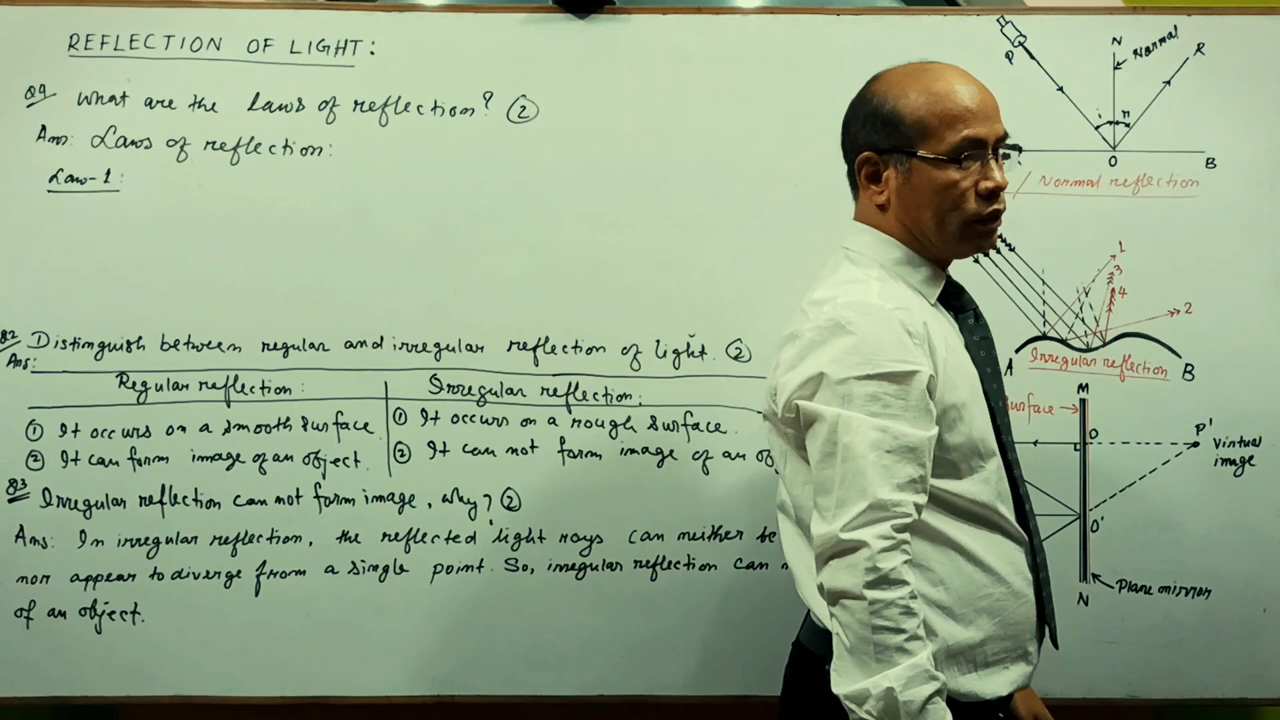 REFLECTION OF LIGHT:
Q1 What are the laws of reflection? ②
Ans: Laws of reflection:
Law-1:
Q2 Distinguish between regular and irregular reflection of light. ②
Ans:
Regular reflection: Irregular reflection:
① It occurs on a smooth surface. ① It occurs on a rough surface.
② It can form image of an object. ② It can not form image of an ob
Q3 Irregular reflection can not form image, why? ②
Ans: In irregular reflection, the reflected light rays can neither be
nor appear to diverge from a single point. So, irregular reflection can
of an object.
P N Normal R
i r
O B
/ Normal reflection
1
3
4
2
A Irregular reflection B
M
surface
O P' Virtual
image
O'
Plane mirror
N